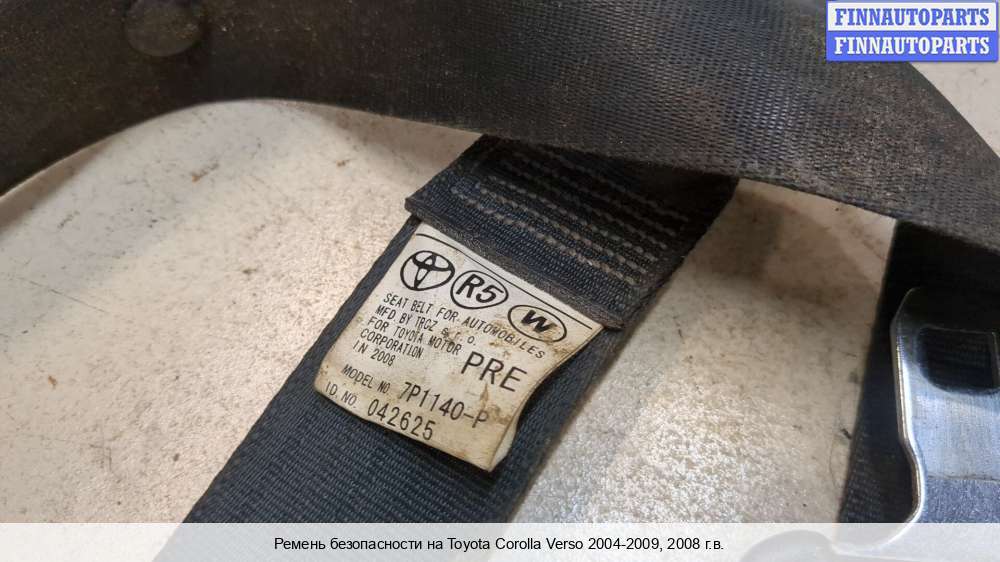 FINNAUTOPARTS
FINNAUTOPARTS
R5
W
SEAT BELT FOR AUTOMOBILES
MFD. BY TRCZ s.r.o.
FOR TOYOTA MOTOR
CORPORATION
IN 2008
PRE
MODEL NO. 7P1140-P
ID. NO. 042625
Ремень безопасности на Toyota Corolla Verso 2004-2009, 2008 г.в.